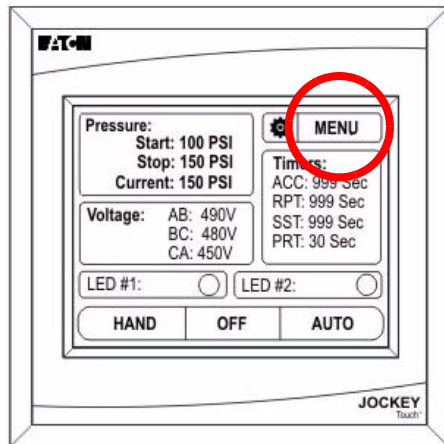 Pressure:
Start: 100 PSI
Stop: 150 PSI
Current: 150 PSI
MENU
Timers:
ACC: 999 Sec
RPT: 999 Sec
SST: 999 Sec
PRT: 30 Sec
Voltage: AB: 490V
BC: 480V
CA: 450V
LED #1:
LED #2:
HAND OFF AUTO
JOCKEY
Touch